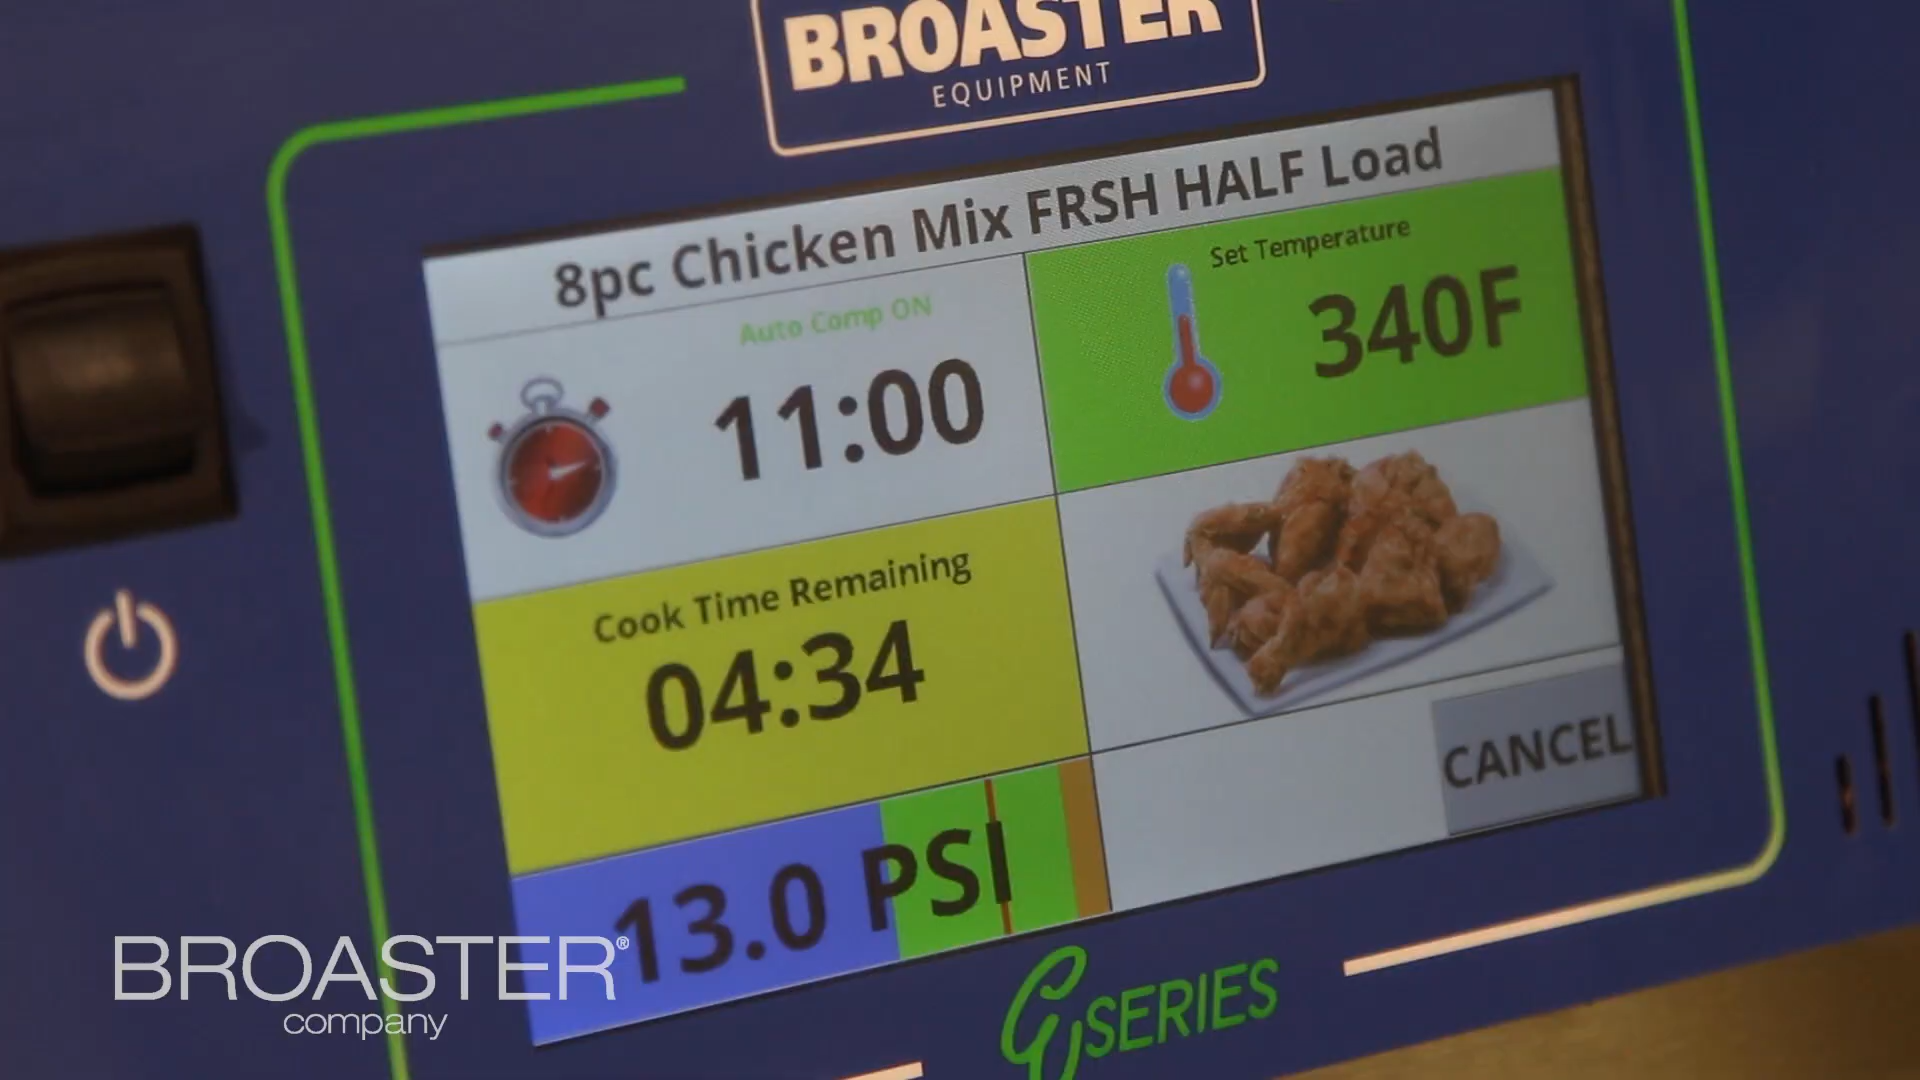 BROASTER
EQUIPMENT
8pc Chicken Mix FRSH HALF Load
Auto Comp ON
11:00
Set Temperature
340F
Cook Time Remaining
04:34
CANCEL
13.0 PSI
BROASTER®
company
SERIES